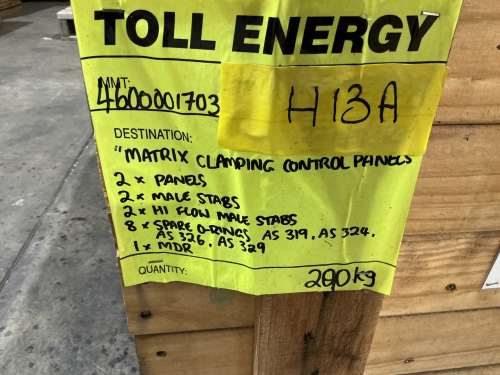 TOLL ENERGY
MMT:
4600001703
H13A
DESTINATION:
"MATRIX CLAMPING CONTROL PANELS
2 x PANELS
2 x MALE STABS
2 x HI FLOW MALE STABS
8 x SPARE O-RINGS AS 319, AS 324,
AS 326, AS 329
1 x MDR
QUANTITY:
290kg